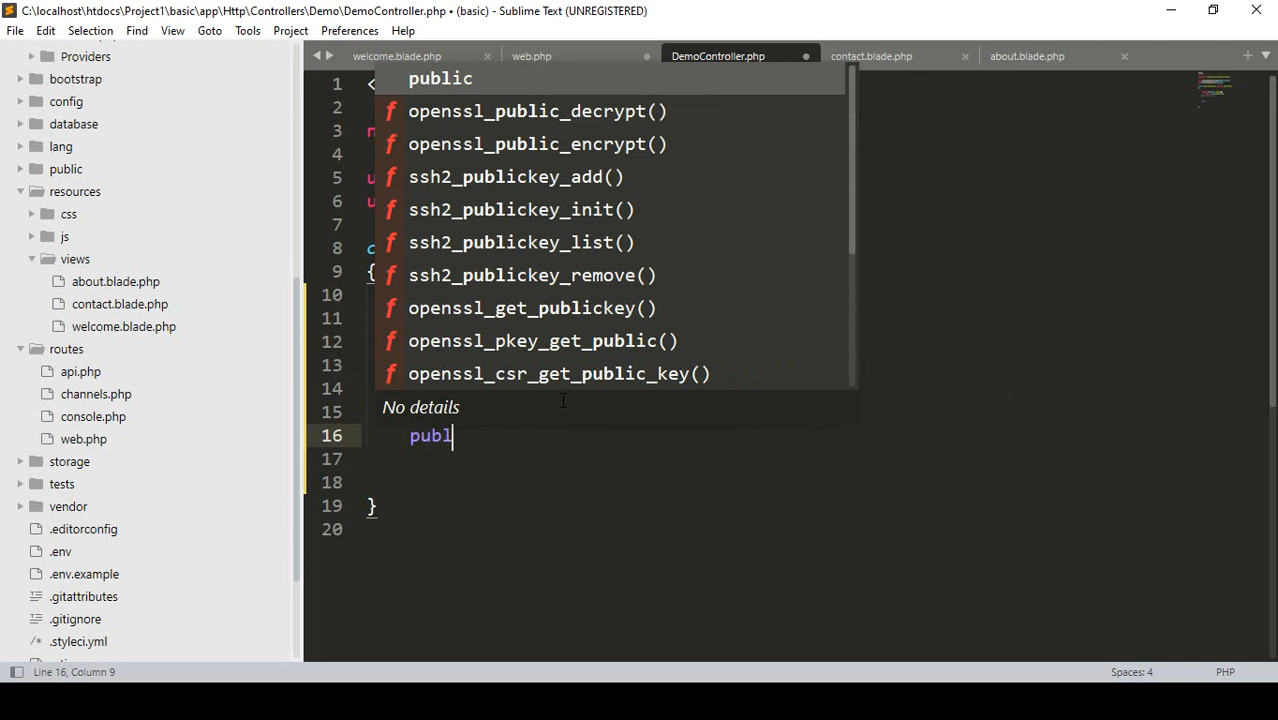 C:\localhost\htdocs\Project1\basic\app\Http\Controllers\Demo\DemoController.php • (basic) - Sublime Text (UNREGISTERED)
File Edit Selection Find View Goto Tools Project Preferences Help
welcome.blade.php web.php DemoController.php contact.blade.php about.blade.php
Providers
bootstrap
config
database
lang
public
resources
css
js
views
about.blade.php
contact.blade.php
welcome.blade.php
routes
api.php
channels.php
console.php
web.php
storage
tests
vendor
.editorconfig
.env
.env.example
.gitattributes
.gitignore
.styleci.yml
1 <
2
3 n
4
5 u
6 u
7
8 c
9 {
10
11
12
13
14
15
16 publ
17
18
19 }
20
public
f openssl_public_decrypt()
f openssl_public_encrypt()
f ssh2_publickey_add()
f ssh2_publickey_init()
f ssh2_publickey_list()
f ssh2_publickey_remove()
f openssl_get_publickey()
f openssl_pkey_get_public()
f openssl_csr_get_public_key()
No details
Line 16, Column 9 Spaces: 4 PHP